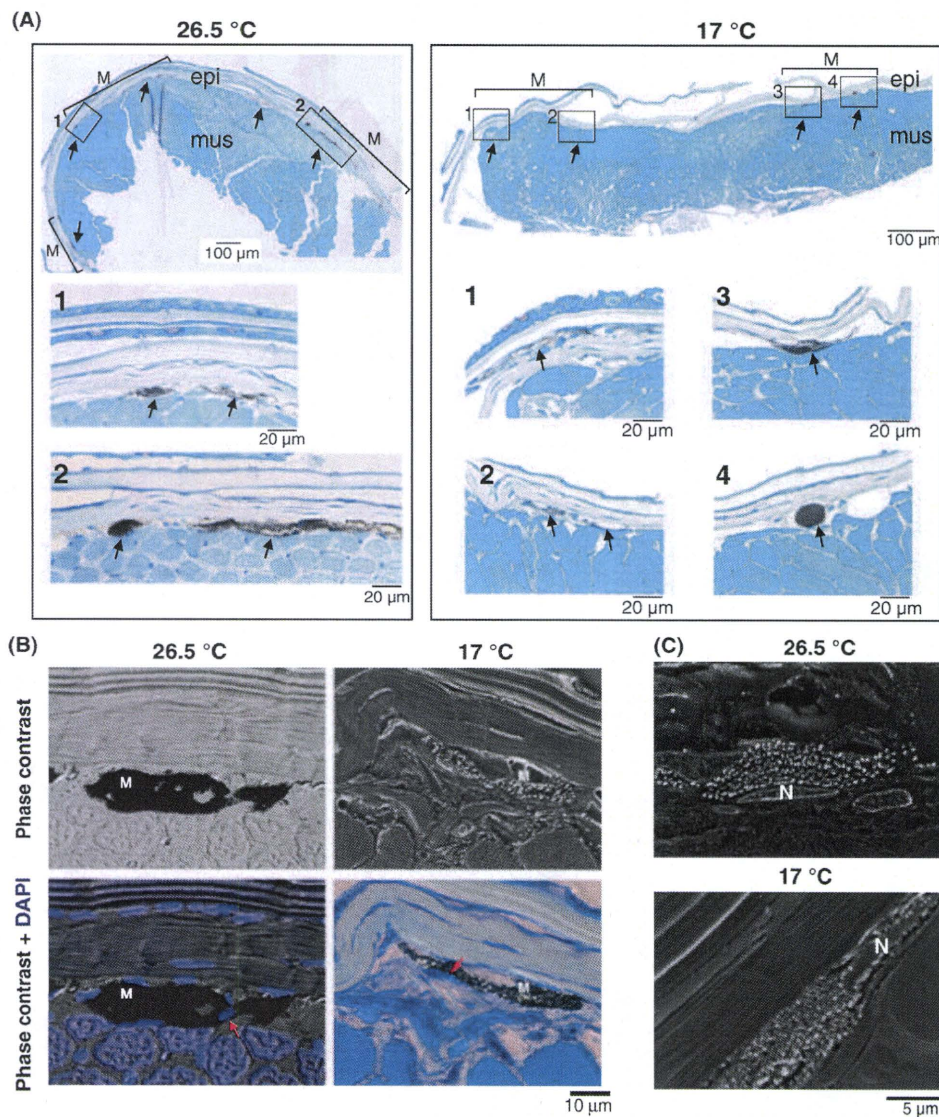 (A)
26.5 °C
17 °C
M
epi
1
2
mus
M
M
100 µm
M
M
epi
1
2
3
4
mus
100 µm
1
20 µm
2
20 µm
1
20 µm
3
20 µm
2
20 µm
4
20 µm
(B)
26.5 °C
17 °C
Phase contrast
M
M
Phase contrast + DAPI
M
M
10 µm
(C)
26.5 °C
N
17 °C
N
5 µm